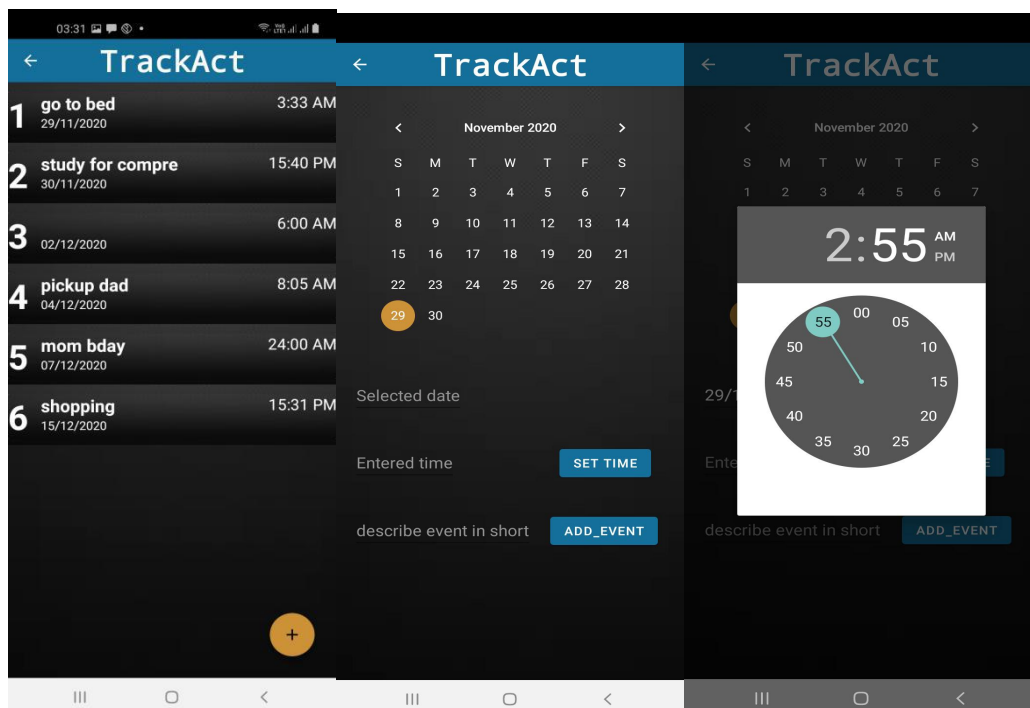 03:31
TrackAct
1 go to bed 3:33 AM
29/11/2020
2 study for compre 15:40 PM
30/11/2020
3 6:00 AM
02/12/2020
4 pickup dad 8:05 AM
04/12/2020
5 mom bday 24:00 AM
07/12/2020
6 shopping 15:31 PM
15/12/2020
+
TrackAct
< November 2020 >
S M T W T F S
1 2 3 4 5 6 7
8 9 10 11 12 13 14
15 16 17 18 19 20 21
22 23 24 25 26 27 28
29 30
Selected date
Entered time SET TIME
describe event in short ADD_EVENT
TrackAct
< November 2020 >
S M T W T F S
1 2 3 4 5 6 7
2:55 AM
PM
00
55 05
50 10
45 15
40 20
35 25
30
29/1
Ente E
describe event in short ADD_EVENT